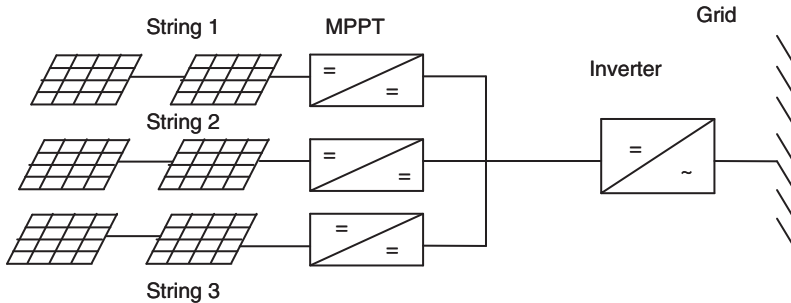 Grid
String 1
MPPT
Inverter
=
=
String 2
=
=
=
~
=
=
String 3